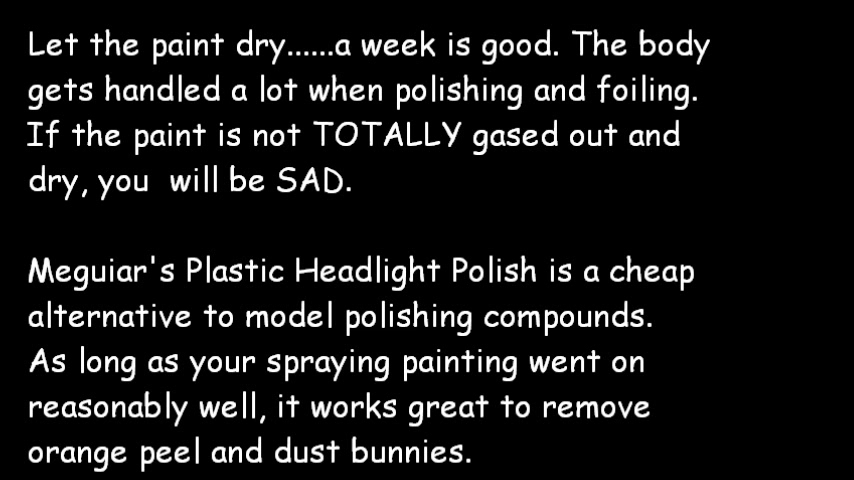 Let the paint dry......a week is good. The body
gets handled a lot when polishing and foiling.
If the paint is not TOTALLY gased out and
dry, you  will be SAD.
Meguiar's Plastic Headlight Polish is a cheap
alternative to model polishing compounds.
As long as your spraying painting went on
reasonably well, it works great to remove
orange peel and dust bunnies.